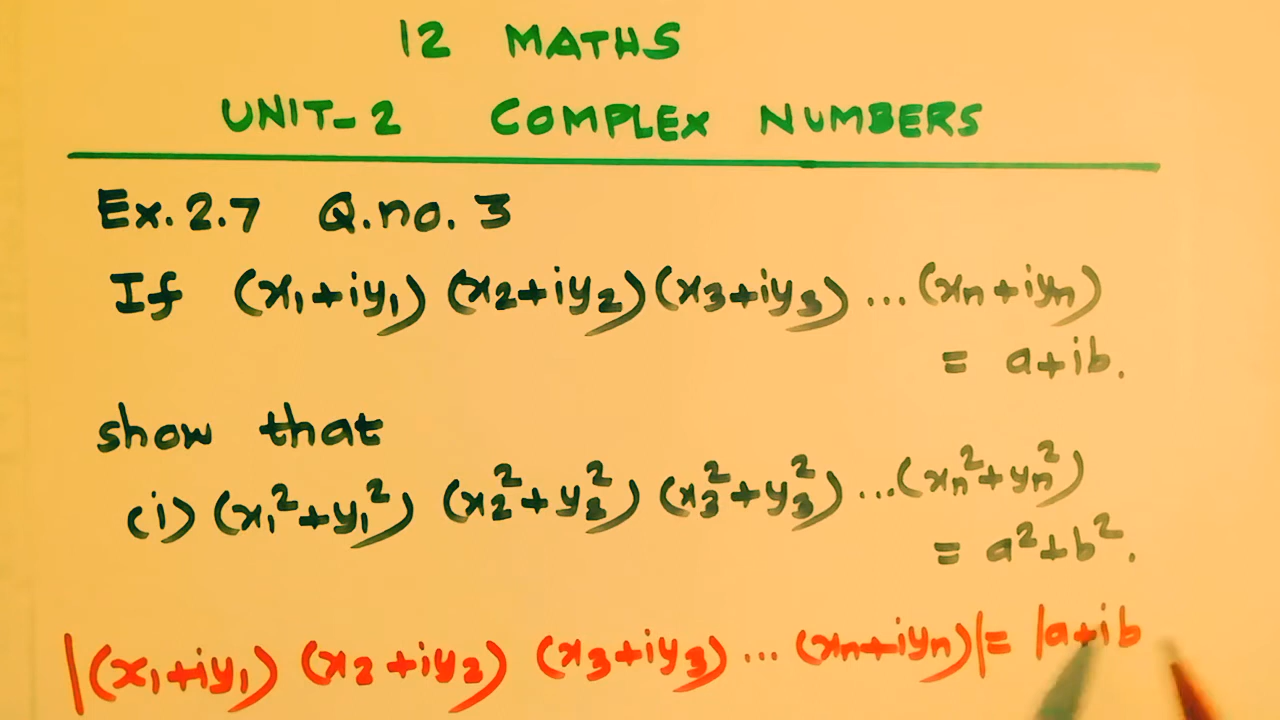 12 MATHS
UNIT-2 COMPLEX NUMBERS
Ex.2.7 Q.no.3
If (x₁+iy₁) (x₂+iy₂) (x₃+iy₃) ... (xₙ+iyₙ)
= a+ib.
show that
(i) (x₁²+y₁²) (x₂²+y₂²) (x₃²+y₃²) ...(xₙ²+yₙ²)
= a²+b².
|(x₁+iy₁) (x₂+iy₂) (x₃+iy₃) ... (xₙ+iyₙ)|= |a+ib